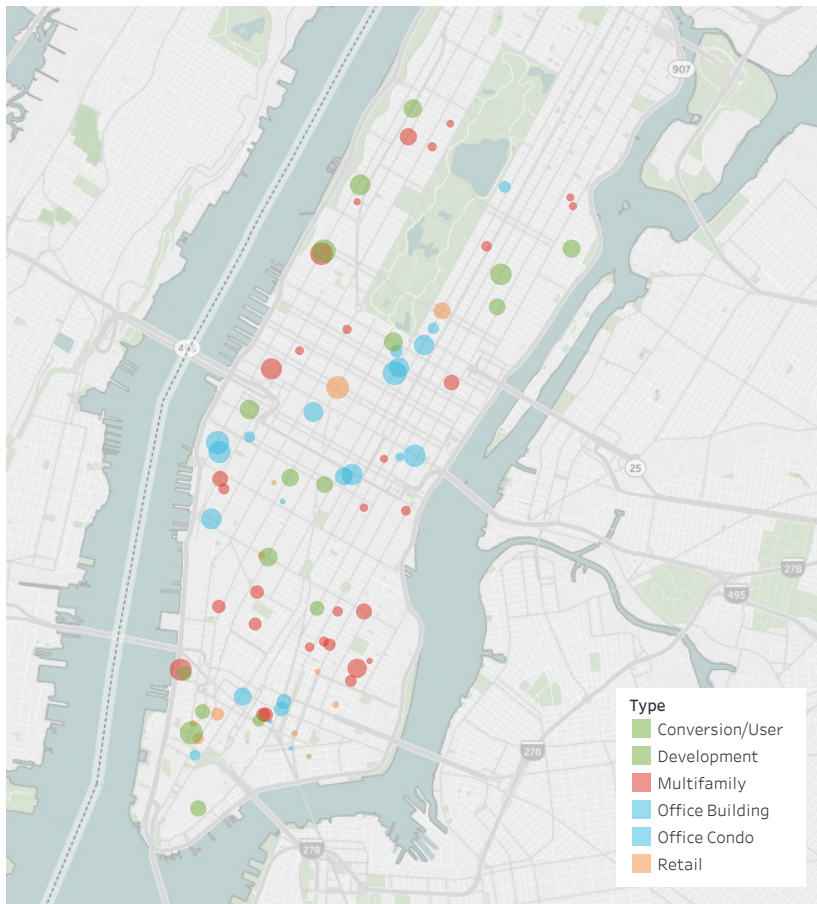 907
495
25
278
495
278
278
Type
Conversion/User
Development
Multifamily
Office Building
Office Condo
Retail